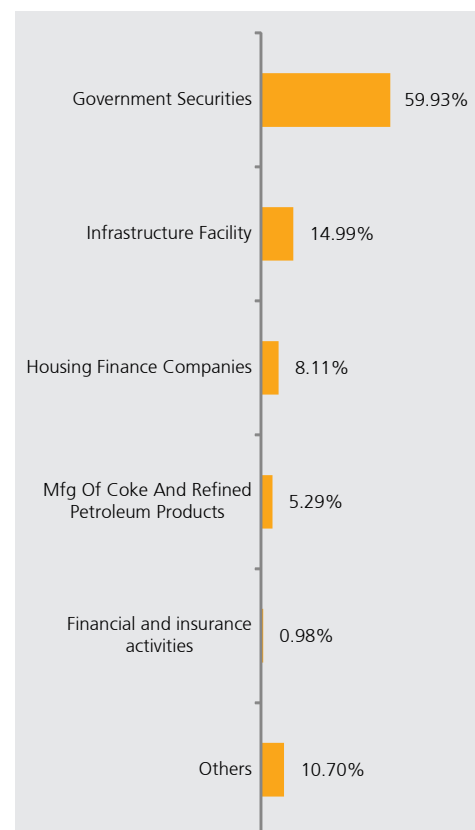 Government Securities 59.93%
Infrastructure Facility 14.99%
Housing Finance Companies 8.11%
Mfg Of Coke And Refined
Petroleum Products 5.29%
Financial and insurance
activities 0.98%
Others 10.70%